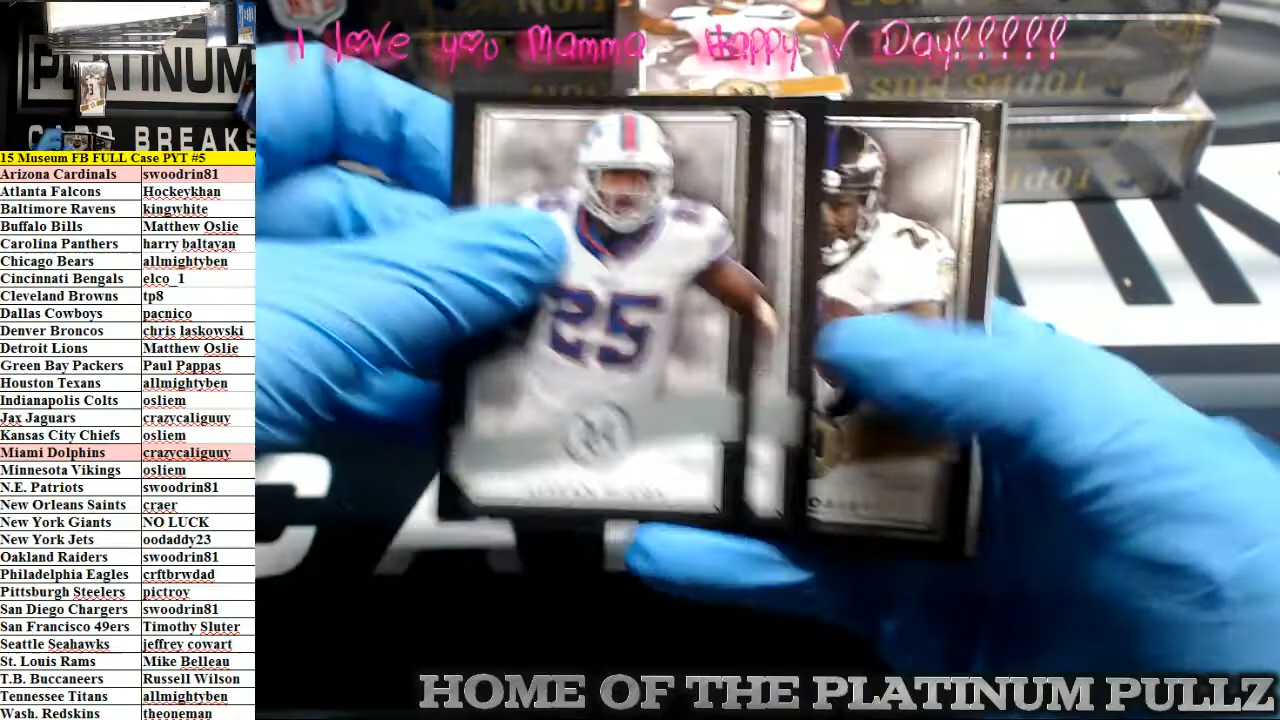 I love you Mamma Happy V Day!!!!!
PLATINUM
CARD BREAKS
15 Museum FB FULL Case PYT #5
Arizona Cardinals swoodrin81
Atlanta Falcons Hockeykhan
Baltimore Ravens kingwhite
Buffalo Bills Matthew Oslie
Carolina Panthers harry baltayan
Chicago Bears allmightyben
Cincinnati Bengals elco_1
Cleveland Browns tp8
Dallas Cowboys pacnico
Denver Broncos chris laskowski
Detroit Lions Matthew Oslie
Green Bay Packers Paul Pappas
Houston Texans allmightyben
Indianapolis Colts osliem
Jax Jaguars crazycaliguuy
Kansas City Chiefs osliem
Miami Dolphins crazycaliguuy
Minnesota Vikings osliem
N.E. Patriots swoodrin81
New Orleans Saints craer
New York Giants NO LUCK
New York Jets oodaddy23
Oakland Raiders swoodrin81
Philadelphia Eagles crftbrwdad
Pittsburgh Steelers pictroy
San Diego Chargers swoodrin81
San Francisco 49ers Timothy Sluter
Seattle Seahawks jeffrey cowart
St. Louis Rams Mike Belleau
T.B. Buccaneers Russell Wilson
Tennessee Titans allmightyben
Wash. Redskins theoneman
25
HOME OF THE PLATINUM PULLZ